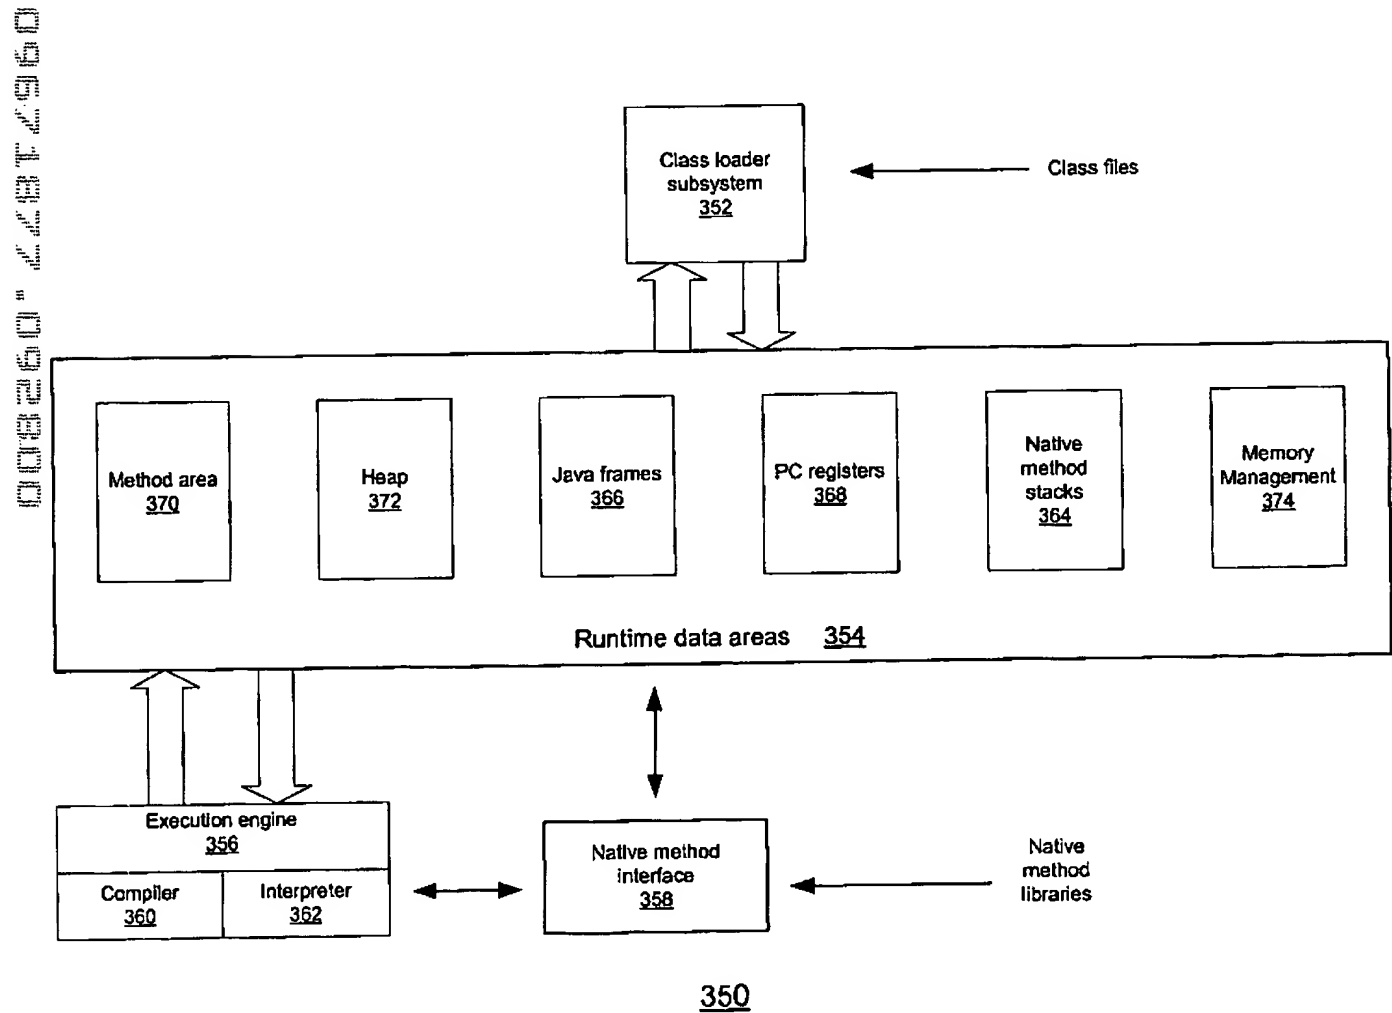 09671877.092800
Class loader
subsystem
352
Class files
Method area
370
Heap
372
Java frames
366
PC registers
368
Native
method
stacks
364
Memory
Management
374
Runtime data areas 354
Execution engine
356
Compiler
360
Interpreter
362
Native method
interface
358
Native
method
libraries
350